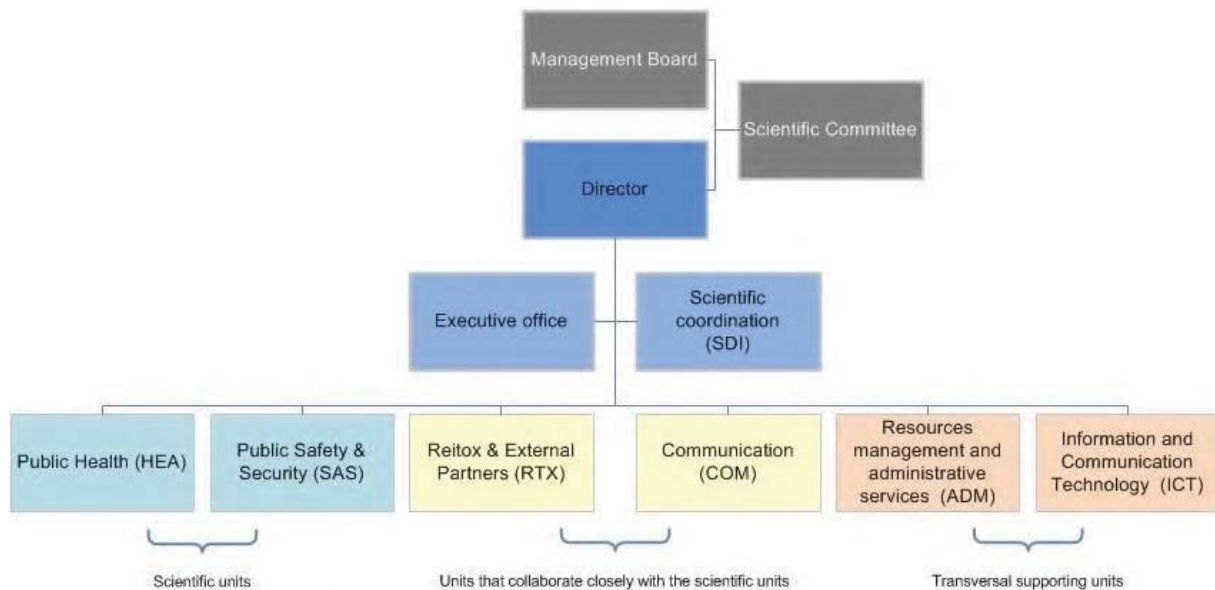 Management Board
Scientific Committee
Director
Executive office
Scientific
coordination
(SDI)
Public Health (HEA)
Public Safety &
Security (SAS)
Reitox & External
Partners (RTX)
Communication
(COM)
Resources
management and
administrative
services (ADM)
Information and
Communication
Technology (ICT)
Scientific units
Units that collaborate closely with the scientific units
Transversal supporting units